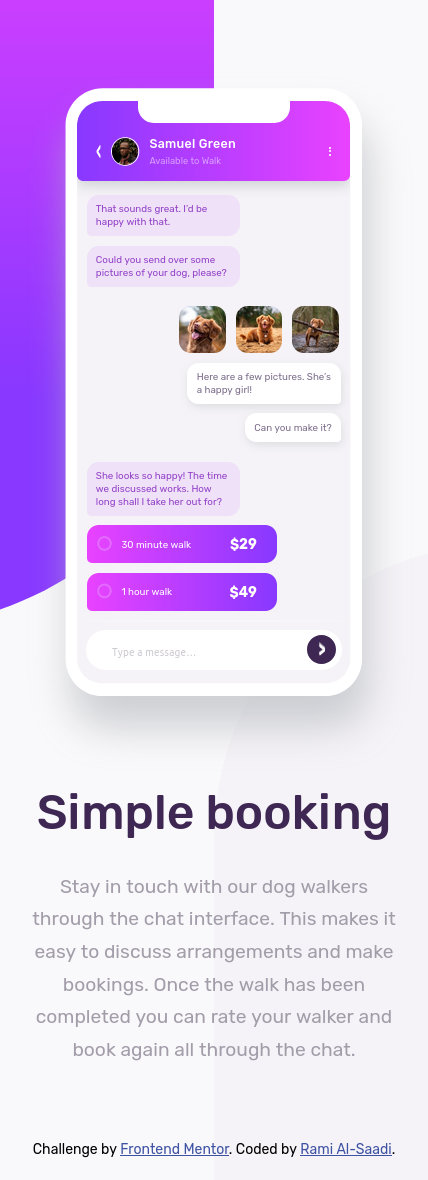 Samuel Green
Available to Walk
That sounds great. I'd be
happy with that.
Could you send over some
pictures of your dog, please?
Here are a few pictures. She's
a happy girl!
Can you make it?
She looks so happy! The time
we discussed works. How
long shall I take her out for?
30 minute walk $29
1 hour walk $49
Type a message...
Simple booking
Stay in touch with our dog walkers
through the chat interface. This makes it
easy to discuss arrangements and make
bookings. Once the walk has been
completed you can rate your walker and
book again all through the chat.
Challenge by Frontend Mentor. Coded by Rami Al-Saadi.